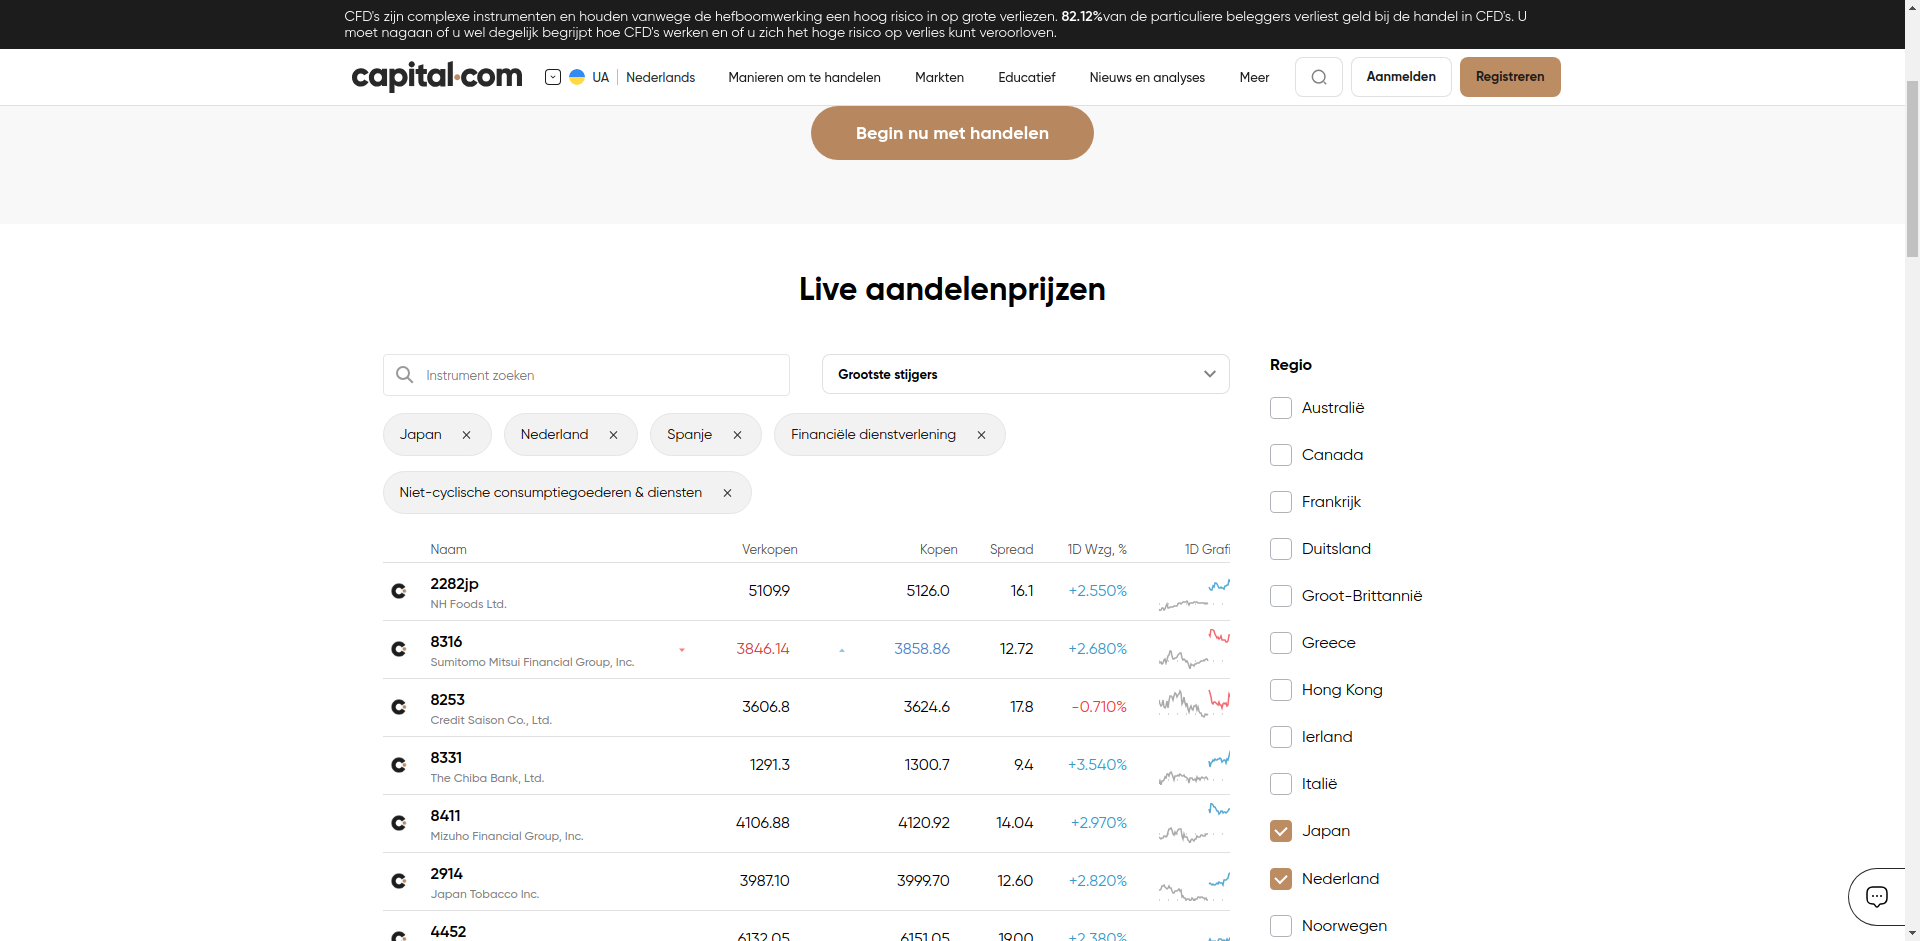 CFD's zijn complexe instrumenten en houden vanwege de hefboomwerking een hoog risico in op grote verliezen. 82.12%van de particuliere beleggers verliest geld bij de handel in CFD's. U
moet nagaan of u wel degelijk begrijpt hoe CFD's werken en of u zich het hoge risico op verlies kunt veroorloven.
capital.com UA Nederlands Manieren om te handelen Markten Educatief Nieuws en analyses Meer Aanmelden Registreren
Begin nu met handelen
Live aandelenprijzen
Instrument zoeken Grootste stijgers
Japan Nederland Spanje Financiële dienstverlening
Niet-cyclische consumptiegoederen & diensten
Naam Verkopen Kopen Spread 1D Wzg, % 1D Grafi
2282jp 5109.9 5126.0 16.1 +2.550%
NH Foods Ltd.
8316 3846.14 3858.86 12.72 +2.680%
Sumitomo Mitsui Financial Group, Inc.
8253 3606.8 3624.6 17.8 -0.710%
Credit Saison Co., Ltd.
8331 1291.3 1300.7 9.4 +3.540%
The Chiba Bank, Ltd.
8411 4106.88 4120.92 14.04 +2.970%
Mizuho Financial Group, Inc.
2914 3987.10 3999.70 12.60 +2.820%
Japan Tobacco Inc.
4452 6132.05 6151.05 19.00 +2.380%
Regio
Australië
Canada
Frankrijk
Duitsland
Groot-Brittannië
Greece
Hong Kong
Ierland
Italië
Japan
Nederland
Noorwegen